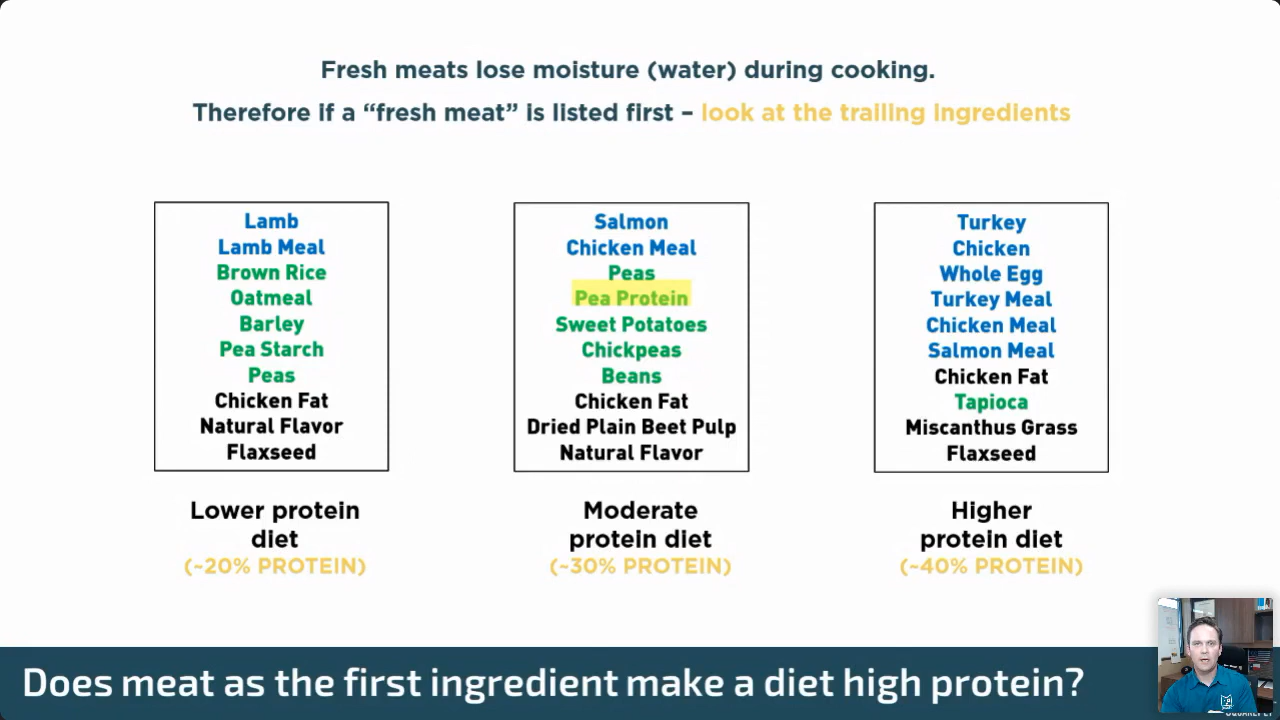 Fresh meats lose moisture (water) during cooking.
Therefore if a “fresh meat” is listed first – look at the trailing ingredients
Lamb
Lamb Meal
Brown Rice
Oatmeal
Barley
Pea Starch
Peas
Chicken Fat
Natural Flavor
Flaxseed
Lower protein
diet
(~20% PROTEIN)
Salmon
Chicken Meal
Peas
Pea Protein
Sweet Potatoes
Chickpeas
Beans
Chicken Fat
Dried Plain Beet Pulp
Natural Flavor
Moderate
protein diet
(~30% PROTEIN)
Turkey
Chicken
Whole Egg
Turkey Meal
Chicken Meal
Salmon Meal
Chicken Fat
Tapioca
Miscanthus Grass
Flaxseed
Higher
protein diet
(~40% PROTEIN)
Does meat as the first ingredient make a diet high protein?